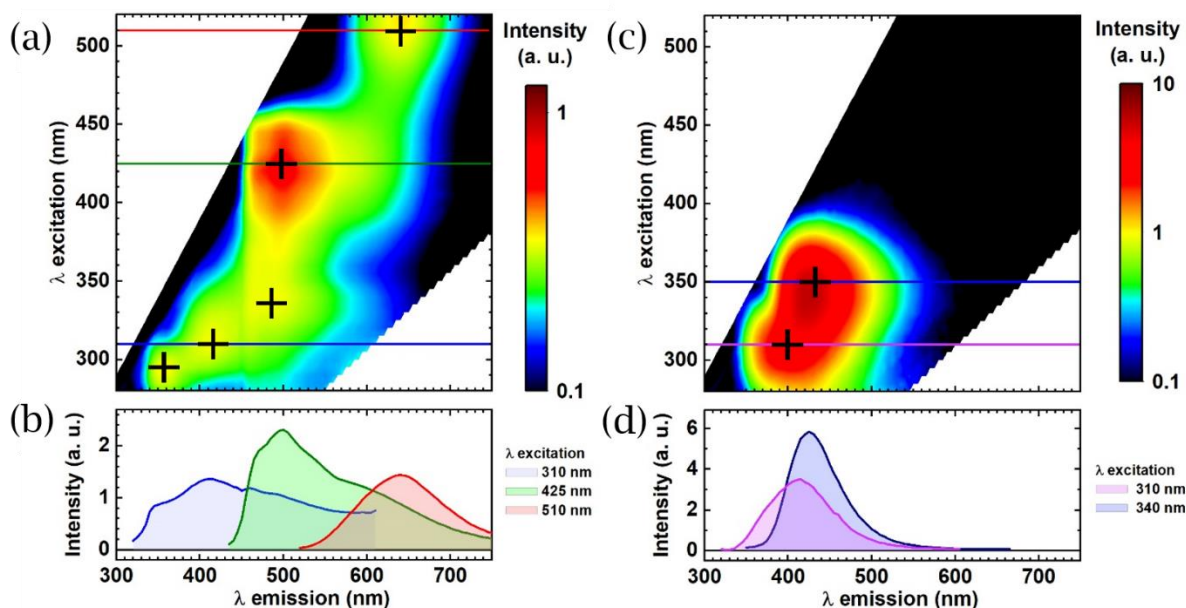 (a)
500
450
400
350
300
λ excitation (nm)
Intensity
(a. u.)
1
0.1
(c)
500
450
400
350
300
λ excitation (nm)
Intensity
(a. u.)
10
1
0.1
(b)
2
1
0
Intensity (a. u.)
300 400 500 600 700
λ emission (nm)
λ excitation
310 nm
425 nm
510 nm
(d)
6
4
2
0
Intensity (a. u.)
300 400 500 600 700
λ emission (nm)
λ excitation
310 nm
340 nm